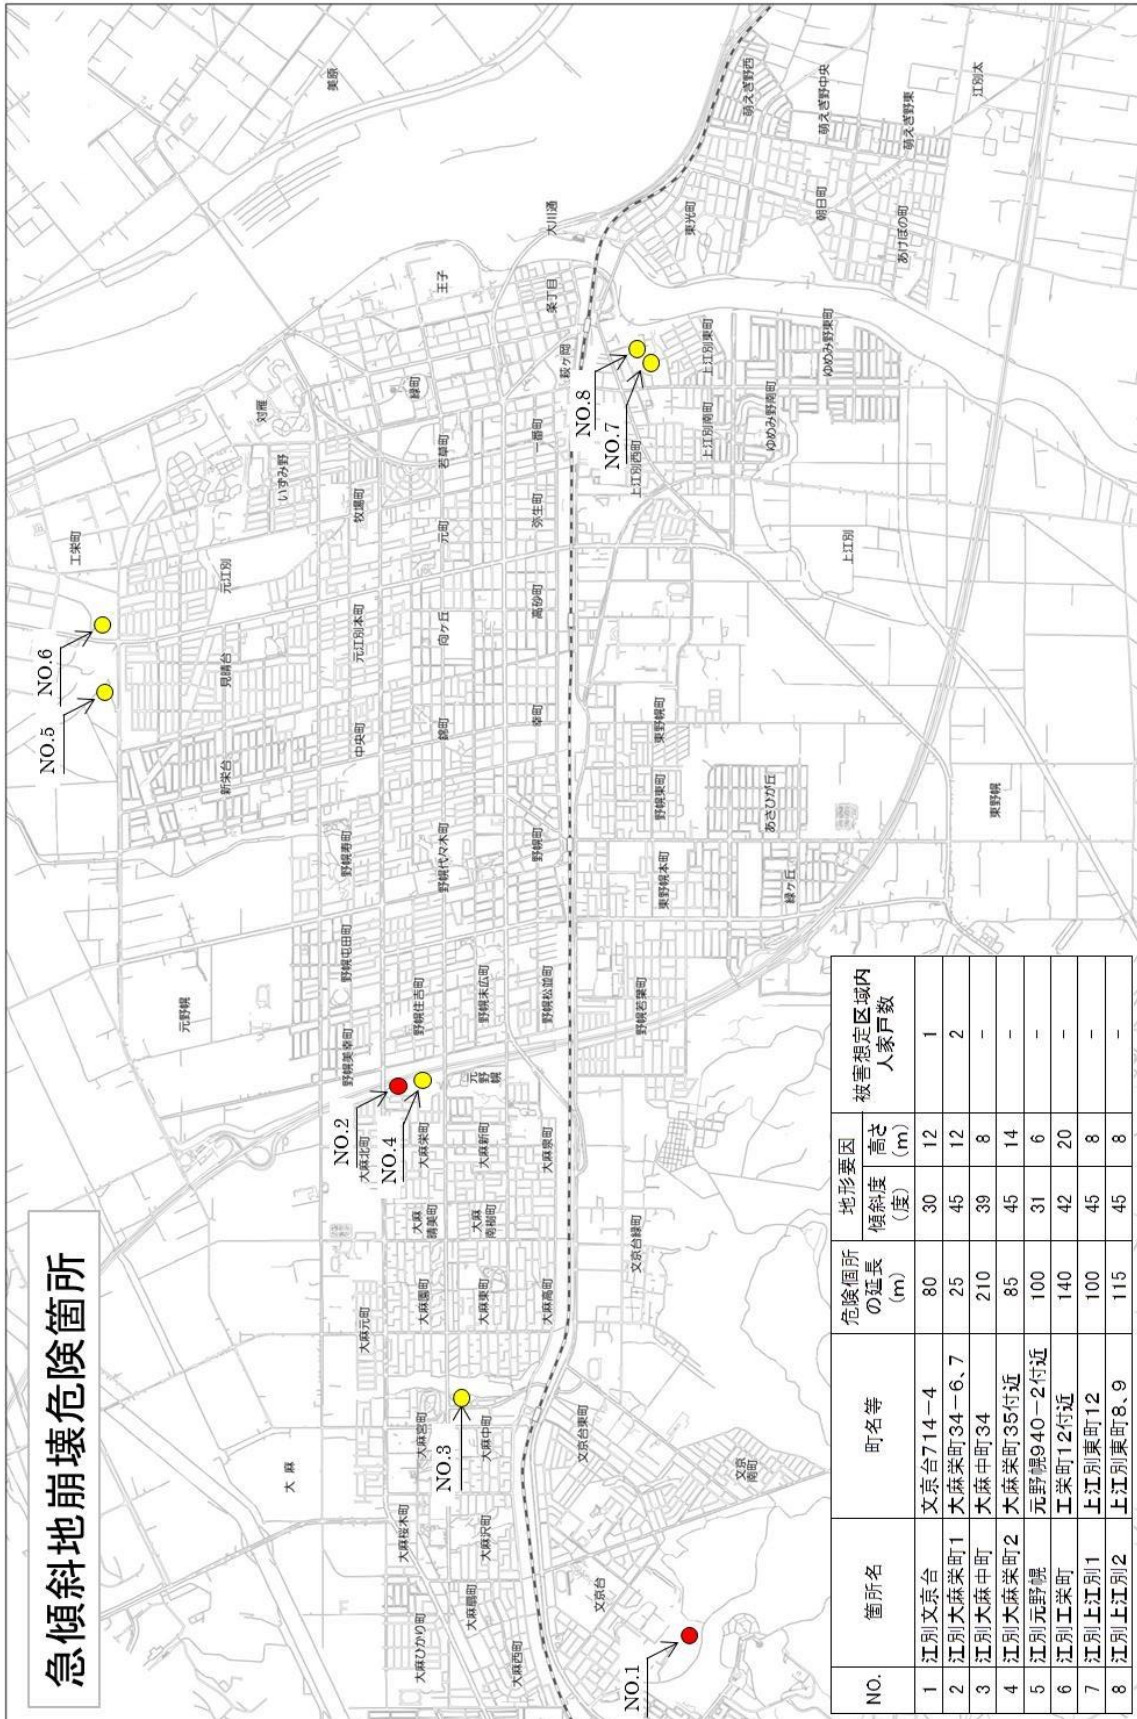 急傾斜地崩壊危険箇所
美原
工栄町
対雁
王子
大川通
いずみ野
緑町
条丁目
萩ヶ岡
元江別
牧場町
若草町
一番町
元町
弥生町
見晴台
元江別本町
向ヶ丘
高砂町
新栄台
中央町
錦町
幸町
野幌寿町
野幌代々木町
野幌町
元野幌
野幌屯田町
野幌美幸町
野幌住吉町
野幌末広町
野幌松並町
元野幌
大麻北町
大麻栄町
大麻新町
大麻泉町
大麻晴美町
大麻南樹町
大麻
大麻元町
大麻園町
大麻東町
大麻高町
大麻宮町
大麻中町
大麻桜木町
大麻沢町
大麻ひかり町
大麻扇町
大麻西町
文京台
文京台東町
文京台南町
文京台緑町
野幌若葉町
東野幌本町
緑ヶ丘
野幌東町
東野幌町
あさひが丘
東野幌
上江別
上江別西町
上江別南町
上江別東町
ゆめみ野南町
ゆめみ野東町
東光町
朝日町
あけぼの町
萌えぎ野西
萌えぎ野中央
萌えぎ野東
江別太
NO.1
NO.2
NO.3
NO.4
NO.5
NO.6
NO.7
NO.8
NO. 箇所名 町名等 危険個所の延長（m） 地形要因 傾斜度（度） 高さ（m） 被害想定区域内人家戸数
1 江別文京台 文京台714-4 80 30 12 1
2 江別大麻栄町1 大麻栄町34-6、7 25 45 12 2
3 江別大麻中町 大麻中町34 210 39 8 -
4 江別大麻栄町2 大麻栄町35付近 85 45 14 -
5 江別元野幌 元野幌940-2付近 100 31 6 -
6 江別工栄町 工栄町12付近 140 42 20 -
7 江別上江別1 上江別東町12 100 45 8 -
8 江別上江別2 上江別東町8、9 115 45 8 -